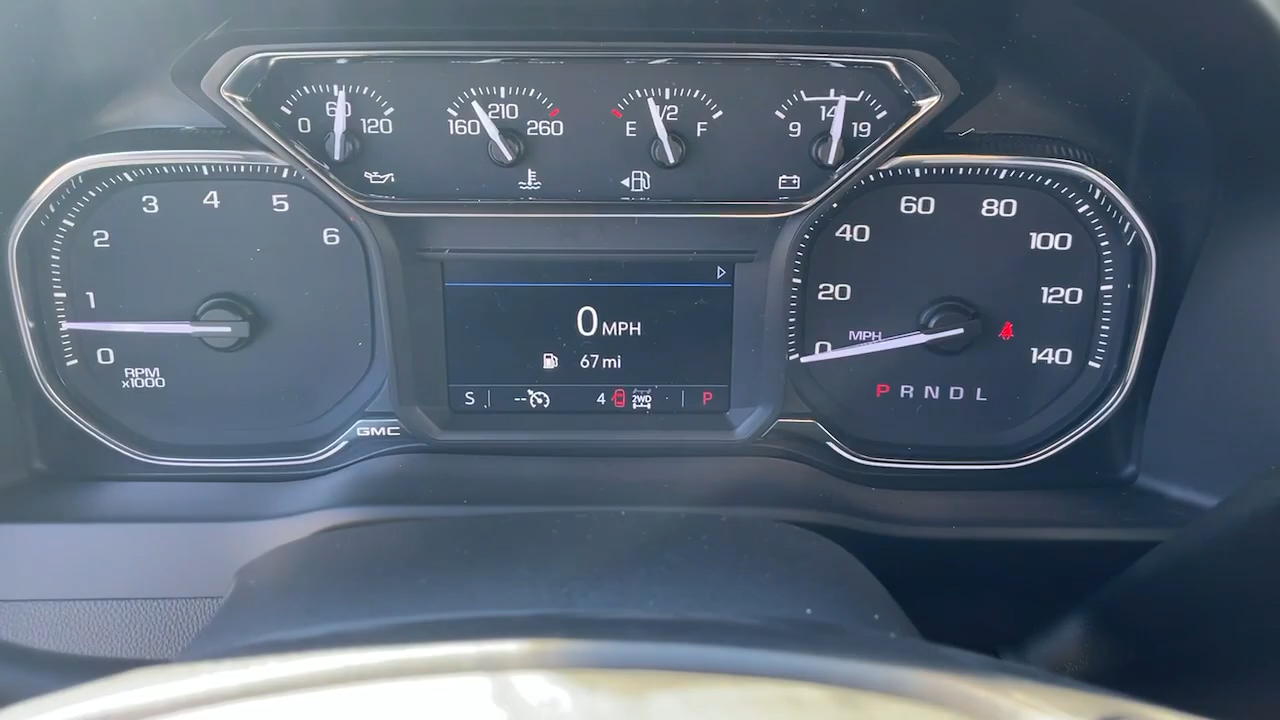 0 60 120
160 210 260
E 1/2 F
9 14 19
0 1 2 3 4 5 6
RPM
x1000
GMC
0 MPH
67 mi
S -- 4 2WD P
0 20 40 60 80 100 120 140
MPH
P R N D L